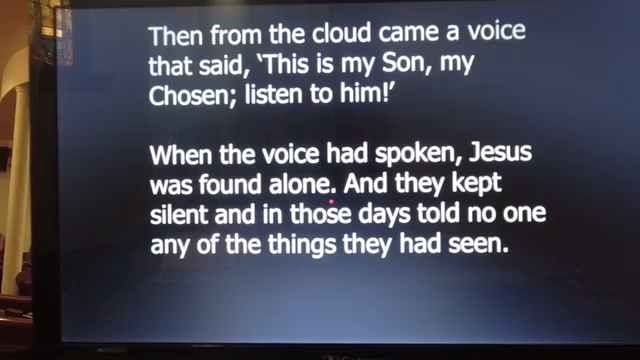 Then from the cloud came a voice
that said, ‘This is my Son, my
Chosen; listen to him!’
When the voice had spoken, Jesus
was found alone. And they kept
silent and in those days told no one
any of the things they had seen.